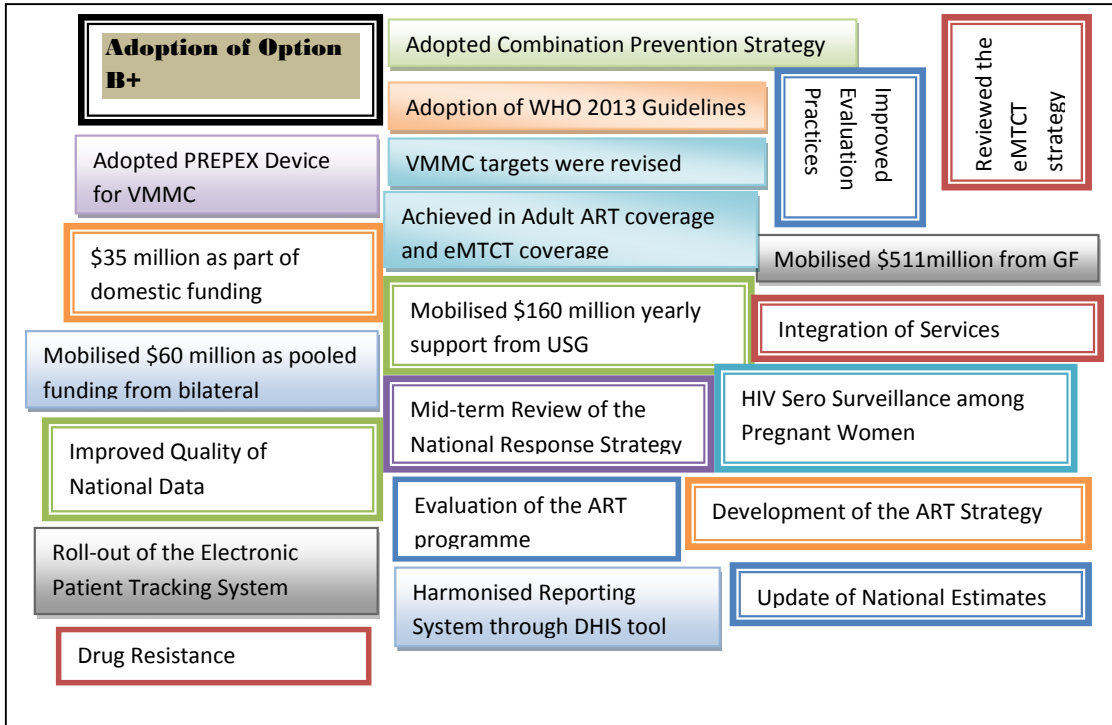 Adoption of Option
B+
Adopted Combination Prevention Strategy
Reviewed the
eMTCT
strategy
Improved
Evaluation
Practices
Adoption of WHO 2013 Guidelines
Adopted PREPEX Device
for VMMC
VMMC targets were revised
Achieved in Adult ART coverage
and eMTCT coverage
$35 million as part of
domestic funding
Mobilised $511million from GF
Mobilised $160 million yearly
support from USG
Integration of Services
Mobilised $60 million as pooled
funding from bilateral
Mid-term Review of the
National Response Strategy
HIV Sero Surveillance among
Pregnant Women
Improved Quality of
National Data
Evaluation of the ART
programme
Development of the ART Strategy
Roll-out of the Electronic
Patient Tracking System
Harmonised Reporting
System through DHIS tool
Update of National Estimates
Drug Resistance